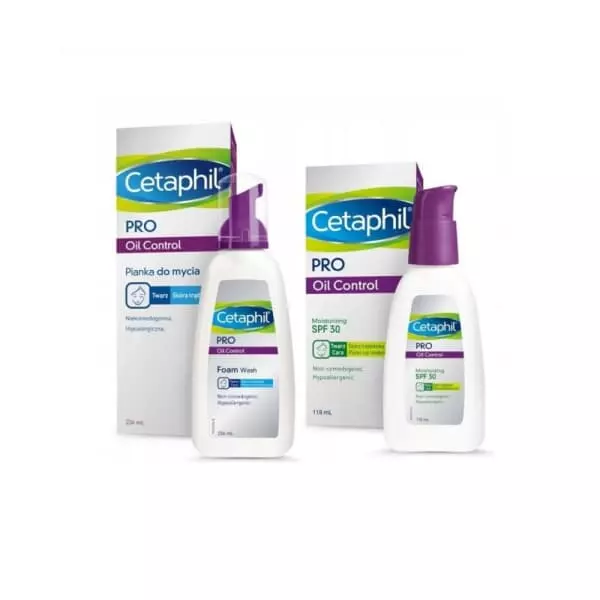 Cetaphil®
PRO
Oil Control
Pianka do mycia
Twarz
Niekomedogenna,
Hypoalergiczna,
236 mL
Cetaphil
PRO
Oil Control
Foam Wash
Non-comedogenic
Hypoallergenic
236 mL
Cetaphil®
PRO
Oil Control
Moisturizing
SPF 30
Twarz
Care
Non-comedogenic
Hypoallergenic
118 mL
Cetaphil
PRO
Oil Control
Moisturizing
SPF 30
118 mL